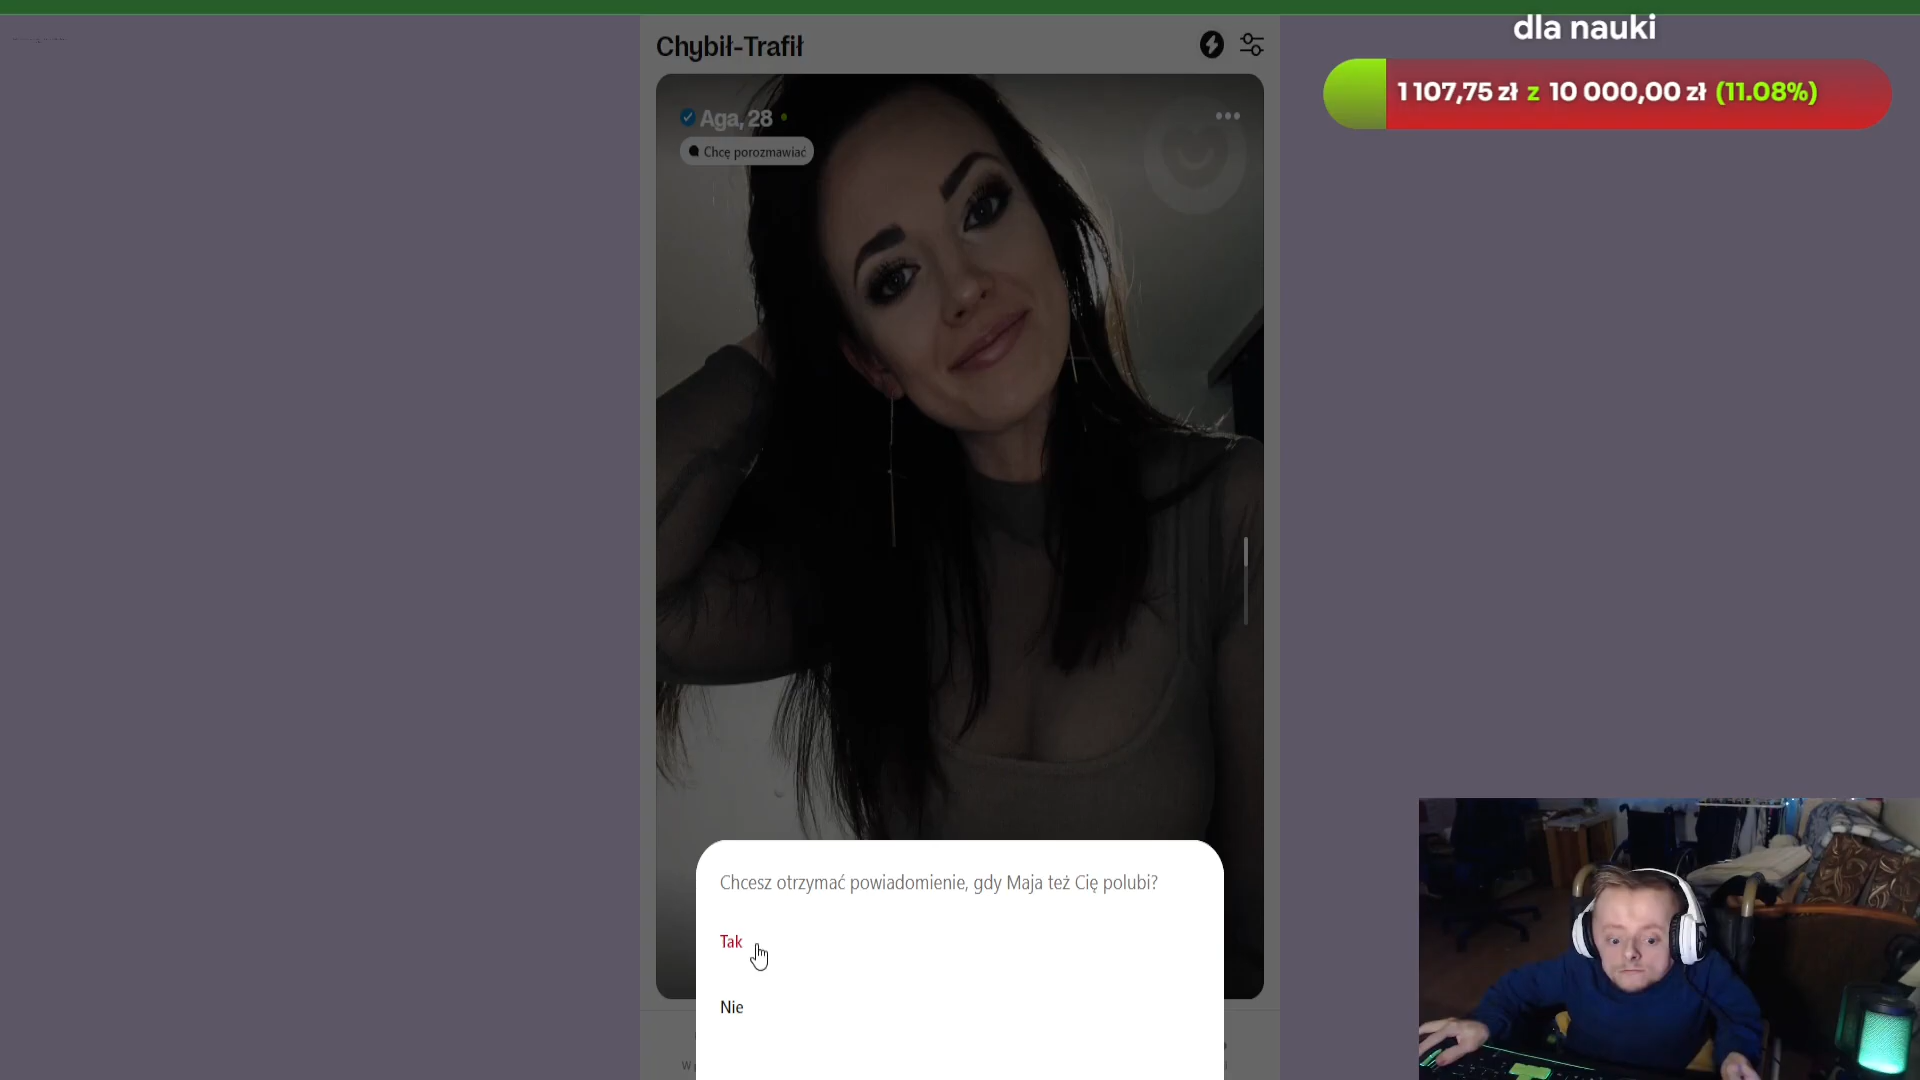 dla nauki
1 107,75 zł z 10 000,00 zł (11.08%)
Chybił-Trafił
Aga, 28
Chcę porozmawiać
Chcesz otrzymać powiadomienie, gdy Maja też Cię polubi?
Tak
Nie